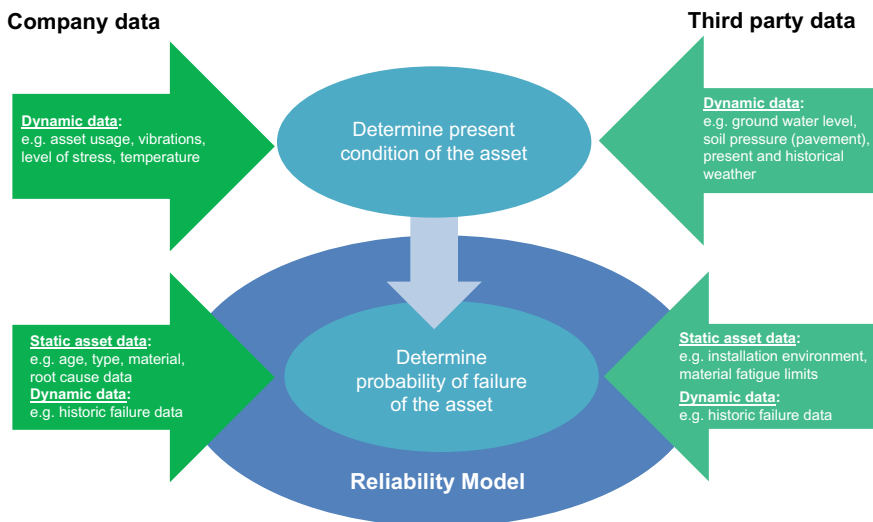 Company data
Third party data
Dynamic data:
e.g. asset usage, vibrations,
level of stress, temperature
Determine present
condition of the asset
Dynamic data:
e.g. ground water level,
soil pressure (pavement),
present and historical
weather
Static asset data:
e.g. age, type, material,
root cause data
Dynamic data:
e.g. historic failure data
Determine
probability of failure
of the asset
Static asset data:
e.g. installation environment,
material fatigue limits
Dynamic data:
e.g. historic failure data
Reliability Model